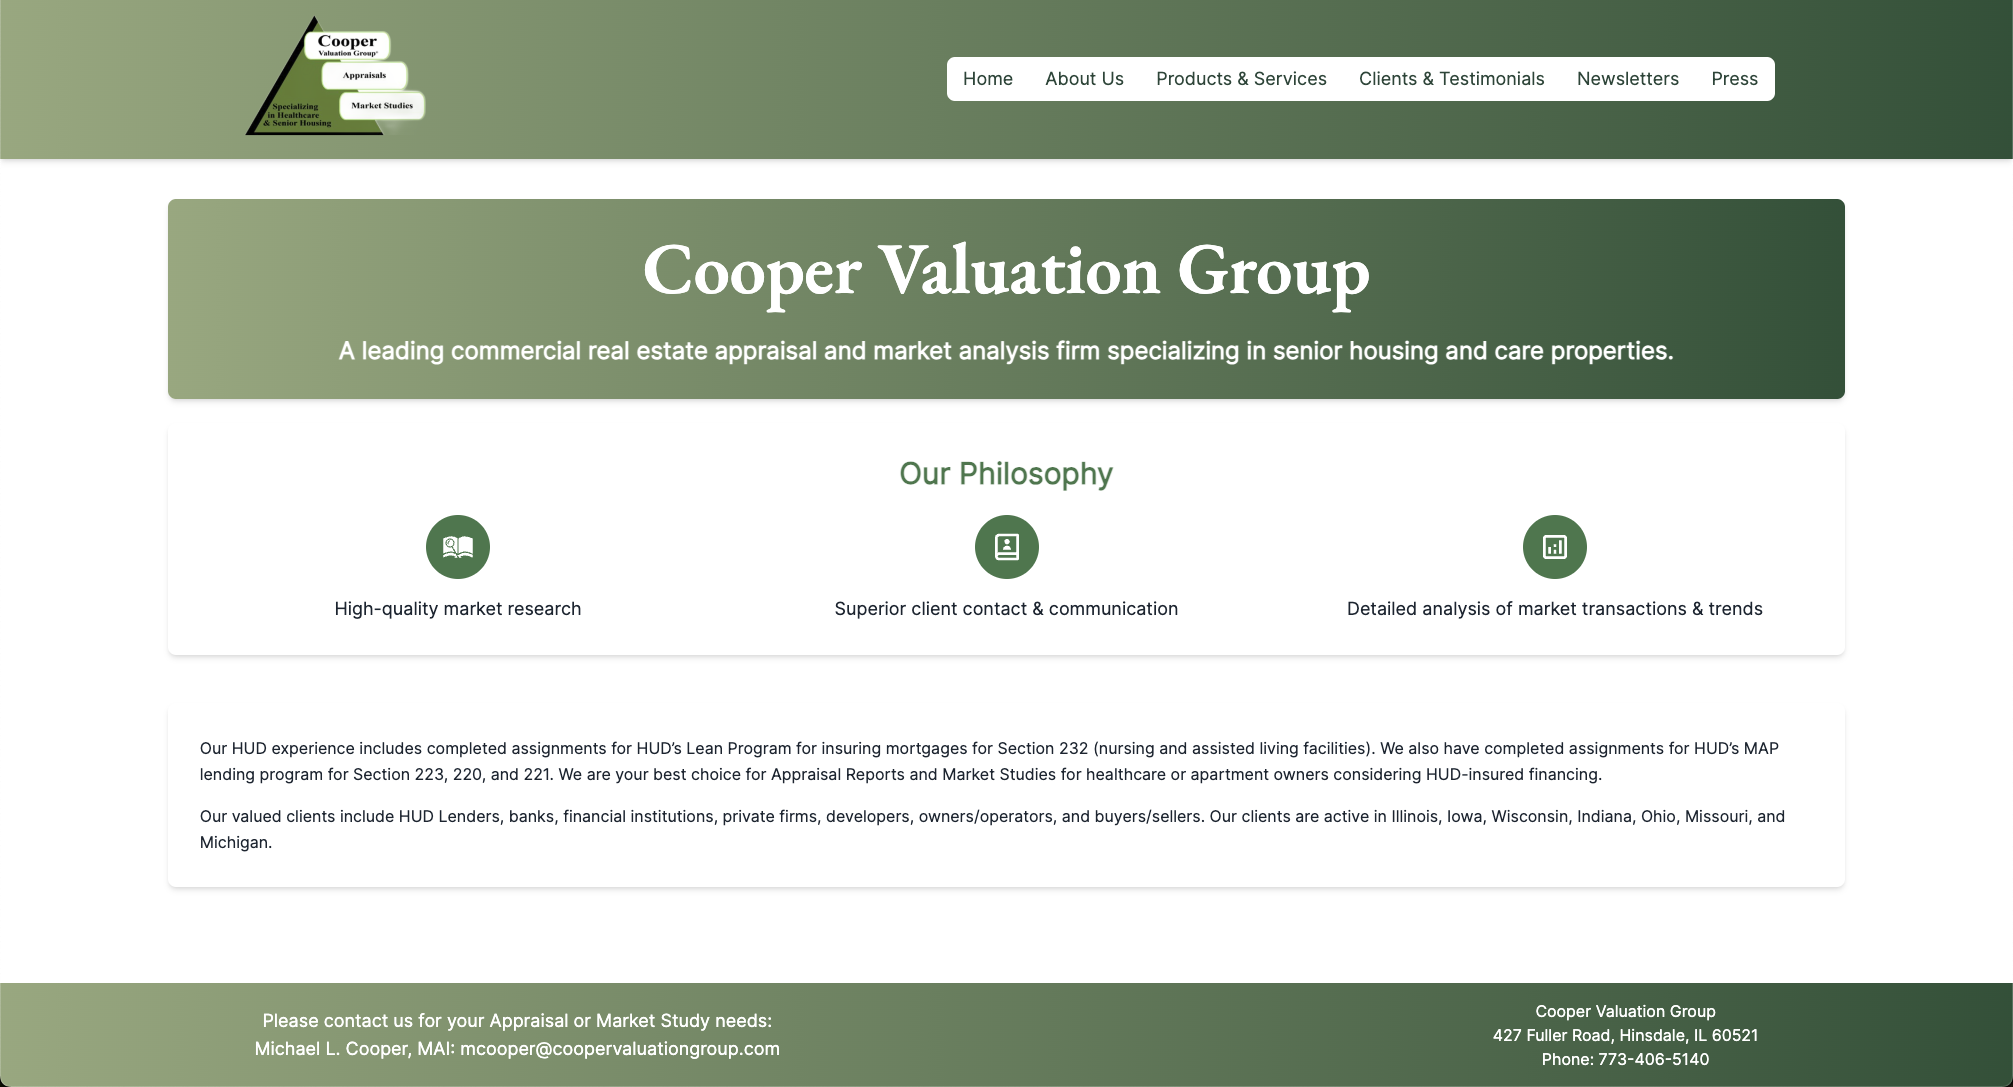 Cooper
Valuation Group®
Appraisals
Market Studies
Specializing
in Healthcare
& Senior Housing
Home About Us Products & Services Clients & Testimonials Newsletters Press
Cooper Valuation Group
A leading commercial real estate appraisal and market analysis firm specializing in senior housing and care properties.
Our Philosophy
High-quality market research
Superior client contact & communication
Detailed analysis of market transactions & trends
Our HUD experience includes completed assignments for HUD’s Lean Program for insuring mortgages for Section 232 (nursing and assisted living facilities). We also have completed assignments for HUD’s MAP
lending program for Section 223, 220, and 221. We are your best choice for Appraisal Reports and Market Studies for healthcare or apartment owners considering HUD-insured financing.
Our valued clients include HUD Lenders, banks, financial institutions, private firms, developers, owners/operators, and buyers/sellers. Our clients are active in Illinois, Iowa, Wisconsin, Indiana, Ohio, Missouri, and
Michigan.
Please contact us for your Appraisal or Market Study needs:
Michael L. Cooper, MAI: mcooper@coopervaluationgroup.com
Cooper Valuation Group
427 Fuller Road, Hinsdale, IL 60521
Phone: 773-406-5140